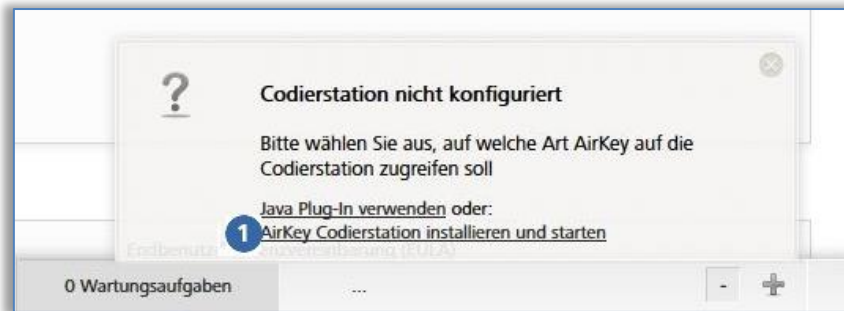 ?
Codierstation nicht konfiguriert
Bitte wählen Sie aus, auf welche Art AirKey auf die
Codierstation zugreifen soll
Java Plug-In verwenden oder:
1 AirKey Codierstation installieren und starten
(EULA)
0 Wartungsaufgaben ... - +